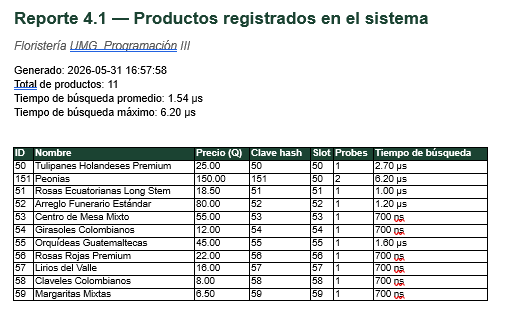 Reporte 4.1 — Productos registrados en el sistema
Floristería UMG Programación III
Generado: 2026-05-31 16:57:58
Total de productos: 11
Tiempo de búsqueda promedio: 1.54 µs
Tiempo de búsqueda máximo: 6.20 µs
ID Nombre Precio (Q) Clave hash Slot Probes Tiempo de búsqueda
50 Tulipanes Holandeses Premium 25.00 50 50 1 2.70 µs
151 Peonias 150.00 151 50 2 6.20 µs
51 Rosas Ecuatorianas Long Stem 18.50 51 51 1 1.00 µs
52 Arreglo Funerario Estándar 80.00 52 52 1 1.20 µs
53 Centro de Mesa Mixto 55.00 53 53 1 700 ns
54 Girasoles Colombianos 12.00 54 54 1 700 ns
55 Orquídeas Guatemaltecas 45.00 55 55 1 1.60 µs
56 Rosas Rojas Premium 22.00 56 56 1 700 ns
57 Lirios del Valle 16.00 57 57 1 700 ns
58 Claveles Colombianos 8.00 58 58 1 700 ns
59 Margaritas Mixtas 6.50 59 59 1 700 ns